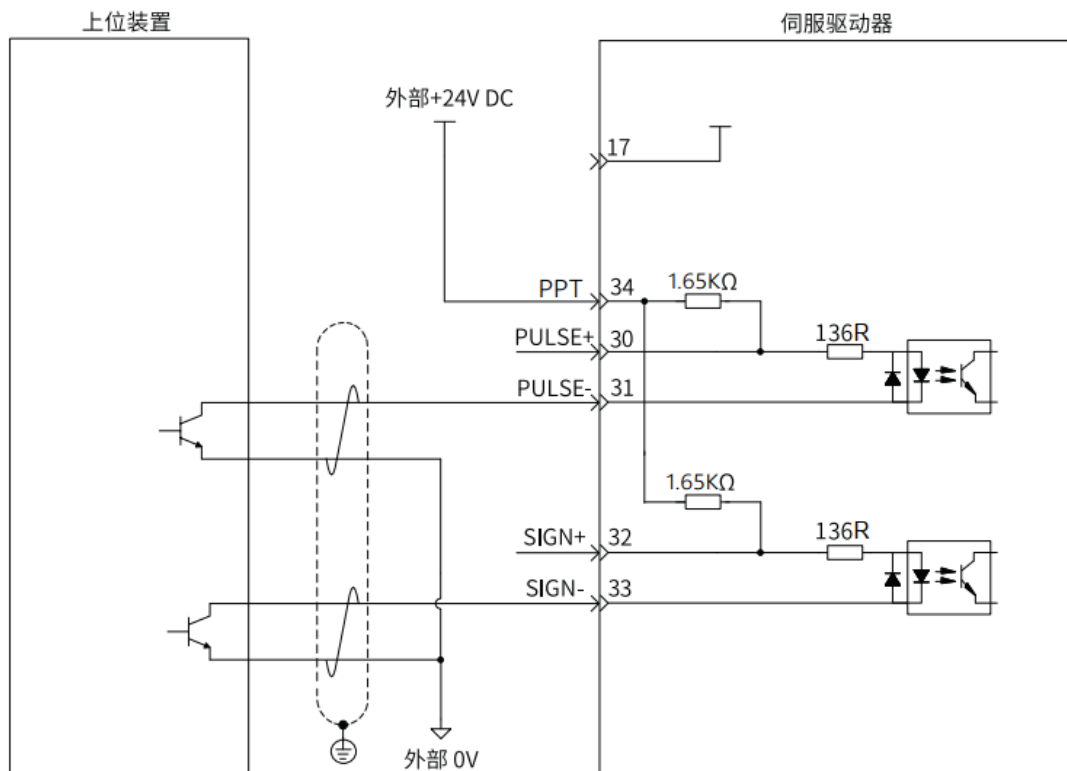 上位装置
伺服驱动器
外部+24V DC
17
PPT
34
1.65KΩ
PULSE+
30
136R
PULSE-
31
1.65KΩ
SIGN+
32
136R
SIGN-
33
外部 0V